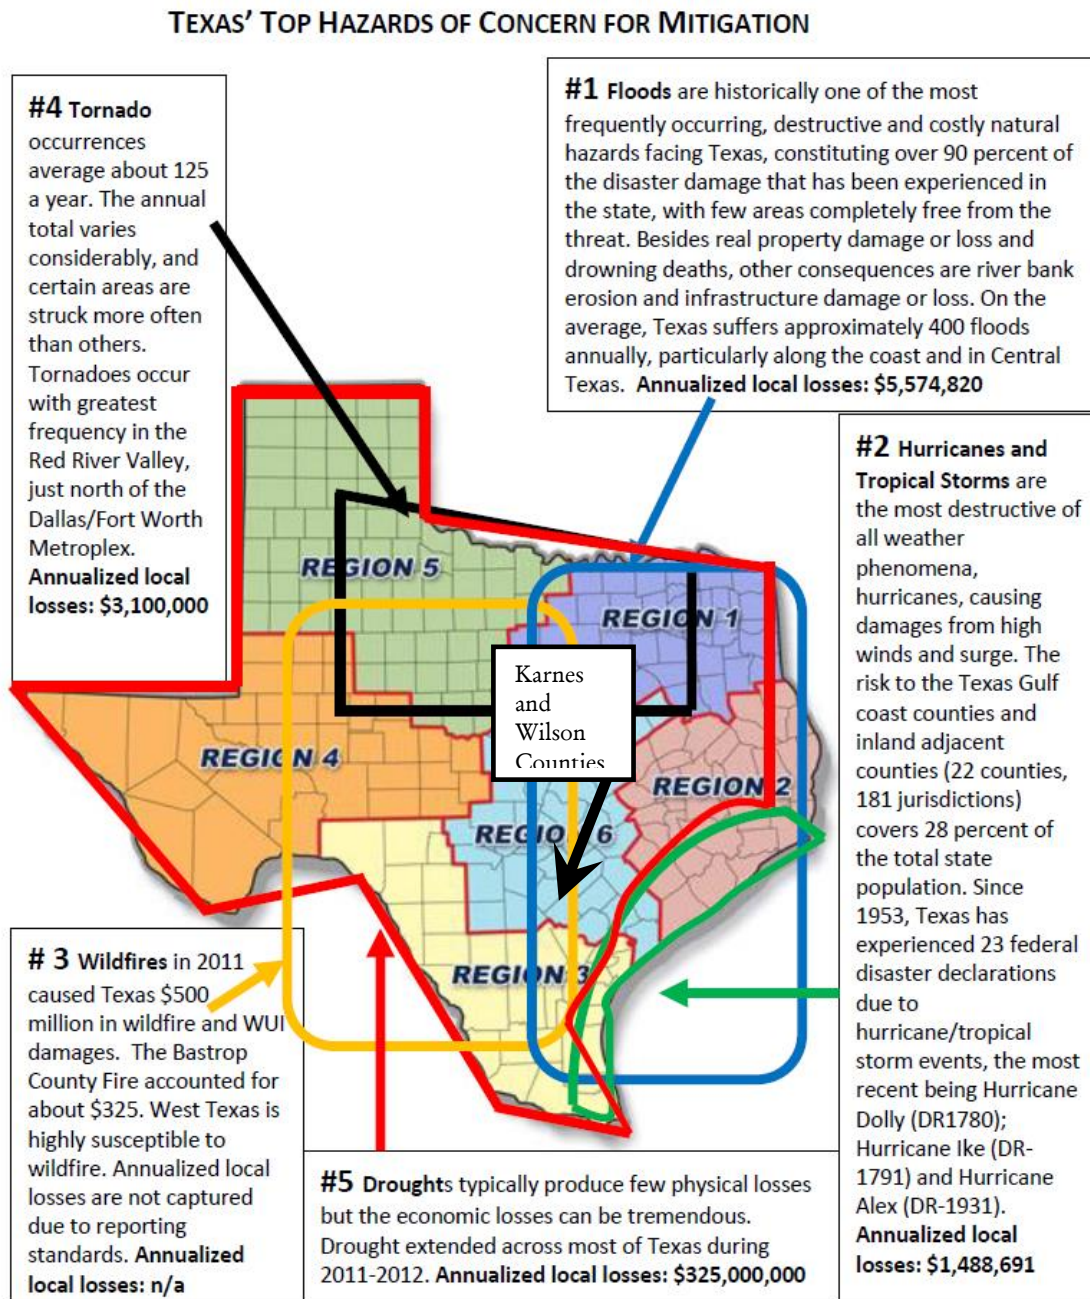 TEXAS' TOP HAZARDS OF CONCERN FOR MITIGATION
#4 Tornado
occurrences
average about 125
a year. The annual
total varies
considerably, and
certain areas are
struck more often
than others.
Tornadoes occur
with greatest
frequency in the
Red River Valley,
just north of the
Dallas/Fort Worth
Metroplex.
Annualized local
losses: $3,100,000
#1 Floods are historically one of the most
frequently occurring, destructive and costly natural
hazards facing Texas, constituting over 90 percent of
the disaster damage that has been experienced in
the state, with few areas completely free from the
threat. Besides real property damage or loss and
drowning deaths, other consequences are river bank
erosion and infrastructure damage or loss. On the
average, Texas suffers approximately 400 floods
annually, particularly along the coast and in Central
Texas. Annualized local losses: $5,574,820
#2 Hurricanes and
Tropical Storms are
the most destructive of
all weather
phenomena,
hurricanes, causing
damages from high
winds and surge. The
risk to the Texas Gulf
coast counties and
inland adjacent
counties (22 counties,
181 jurisdictions)
covers 28 percent of
the total state
population. Since
1953, Texas has
experienced 23 federal
disaster declarations
due to
hurricane/tropical
storm events, the most
recent being Hurricane
Dolly (DR1780);
Hurricane Ike (DR-
1791) and Hurricane
Alex (DR-1931).
Annualized local
losses: $1,488,691
REGION 5
REGION 1
Karnes
and
Wilson
Counties
REGION 4
REGION 2
REGION 6
REGION 3
# 3 Wildfires in 2011
caused Texas $500
million in wildfire and WUI
damages. The Bastrop
County Fire accounted for
about $325. West Texas is
highly susceptible to
wildfire. Annualized local
losses are not captured
due to reporting
standards. Annualized
local losses: n/a
#5 Droughts typically produce few physical losses
but the economic losses can be tremendous.
Drought extended across most of Texas during
2011-2012. Annualized local losses: $325,000,000